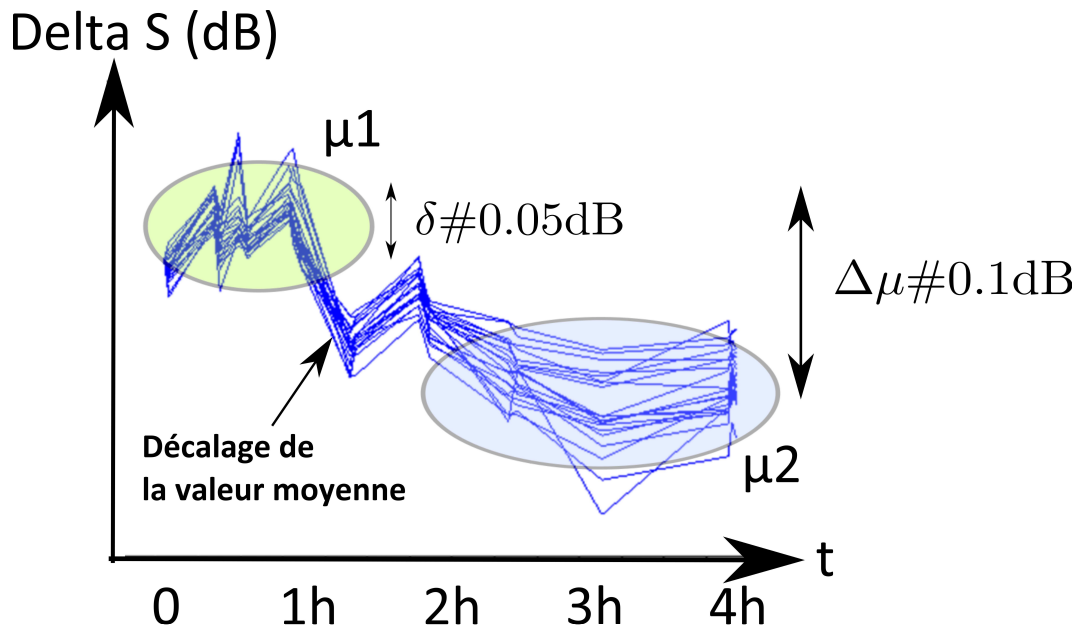 Delta S (dB)
μ1
δ#0.05dB
Δμ#0.1dB
Décalage de
la valeur moyenne
μ2
t
0 1h 2h 3h 4h